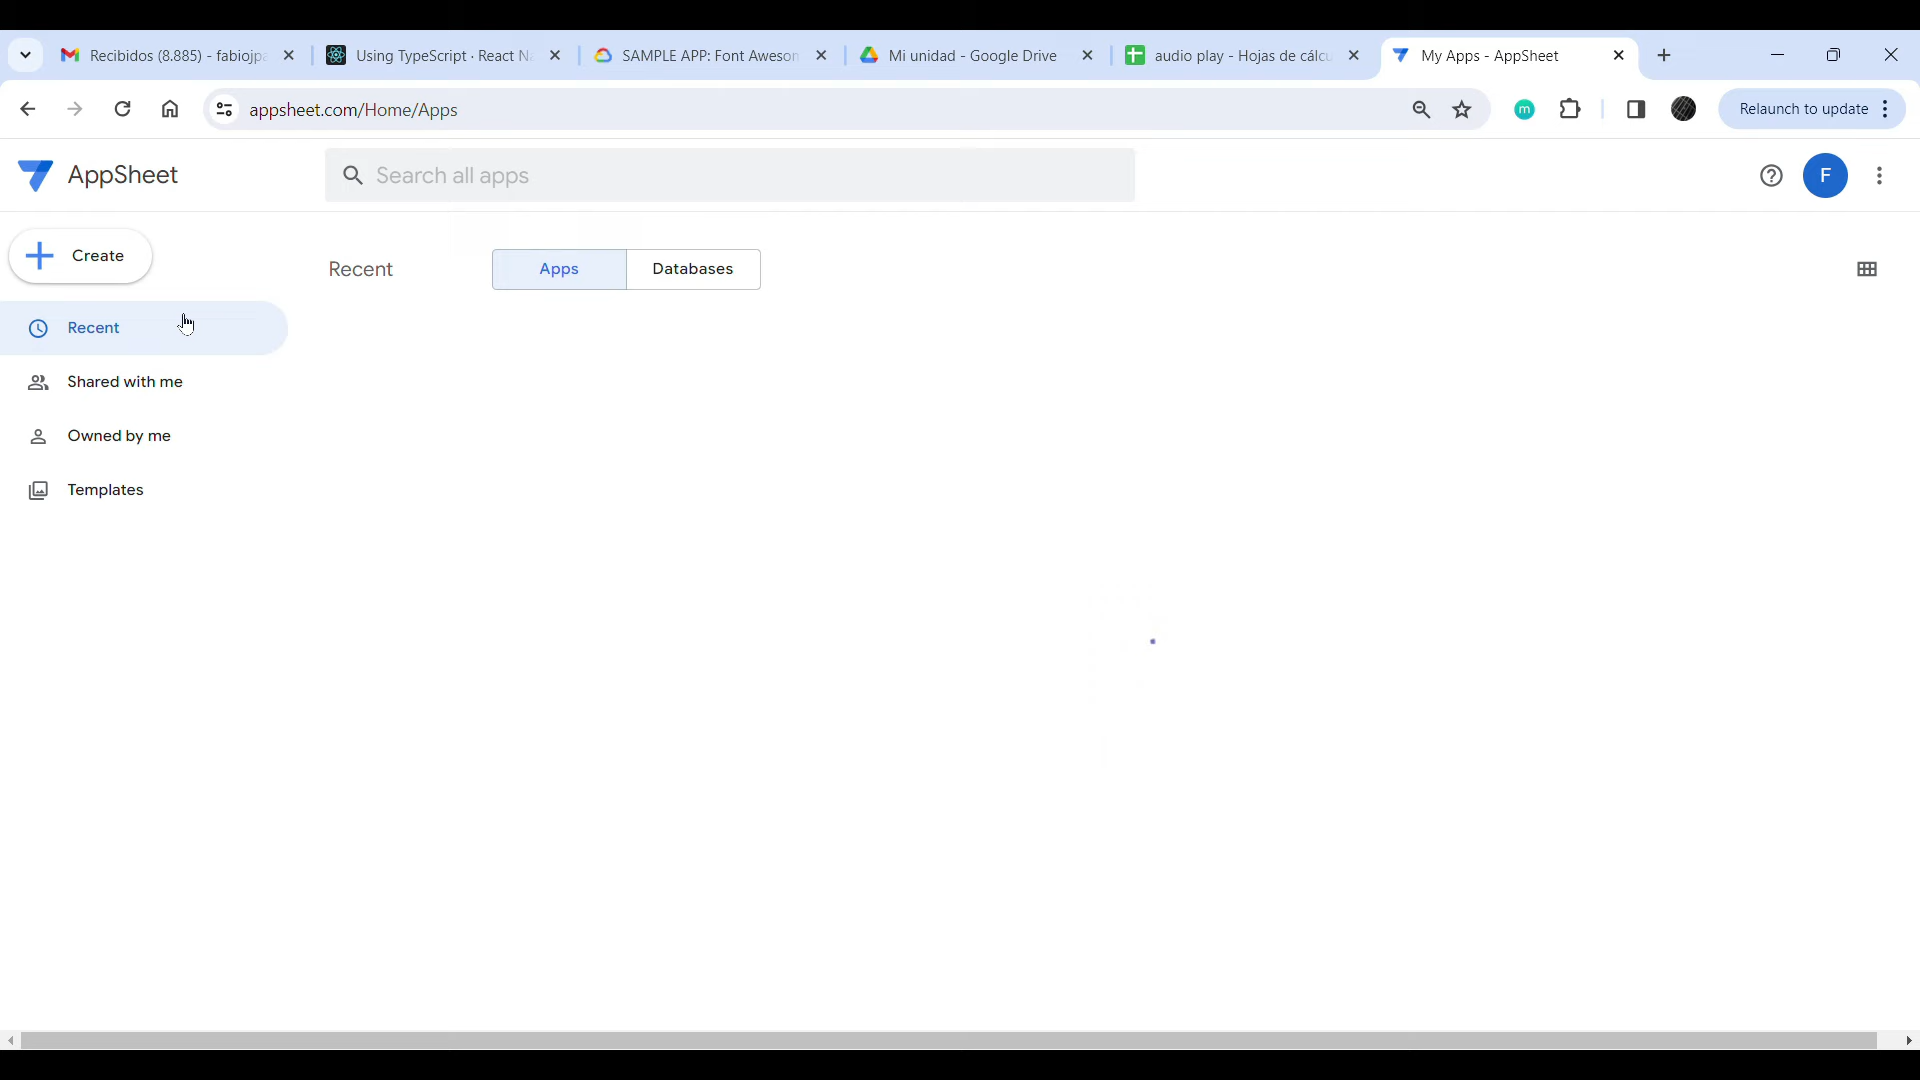 Recibidos (8.885) - fabiojpa
Using TypeScript · React N
SAMPLE APP: Font Aweson
Mi unidad - Google Drive
audio play - Hojas de cálcu
My Apps - AppSheet
appsheet.com/Home/Apps
m
Relaunch to update
AppSheet
Search all apps
F
Create
Recent
Apps
Databases
Recent
Shared with me
Owned by me
Templates